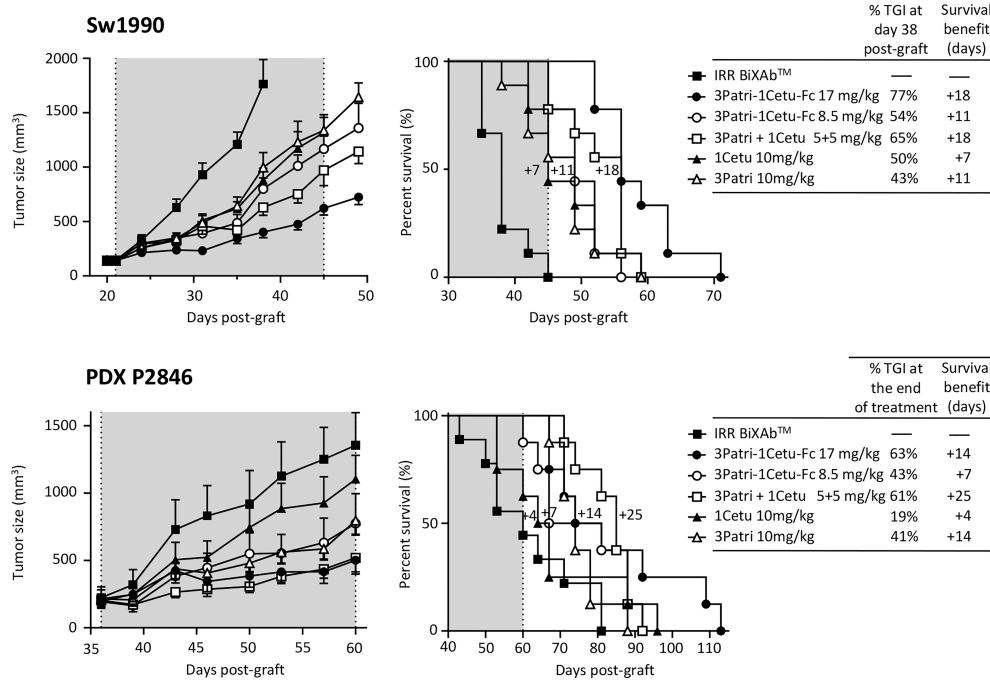 Sw1990
2000
1500
1000
500
0
Tumor size (mm³)
20 30 40 50
Days post-graft
100
50
0
Percent survival (%)
+7 +11 +18
30 40 50 60 70
Days post-graft
% TGI at day 38 post-graft
Survival benefit (days)
IRR BiXAb™ — —
3Patri-1Cetu-Fc 17 mg/kg 77% +18
3Patri-1Cetu-Fc 8.5 mg/kg 54% +11
3Patri + 1Cetu 5+5 mg/kg 65% +18
1Cetu 10mg/kg 50% +7
3Patri 10mg/kg 43% +11
PDX P2846
1500
1000
500
0
Tumor size (mm³)
35 40 45 50 55 60
Days post-graft
100
50
0
Percent survival (%)
+4 +7 +14 +25
40 50 60 70 80 90 100 110
Days post-graft
% TGI at the end of treatment
Survival benefit (days)
IRR BiXAb™ — —
3Patri-1Cetu-Fc 17 mg/kg 63% +14
3Patri-1Cetu-Fc 8.5 mg/kg 43% +7
3Patri + 1Cetu 5+5 mg/kg 61% +25
1Cetu 10mg/kg 19% +4
3Patri 10mg/kg 41% +14